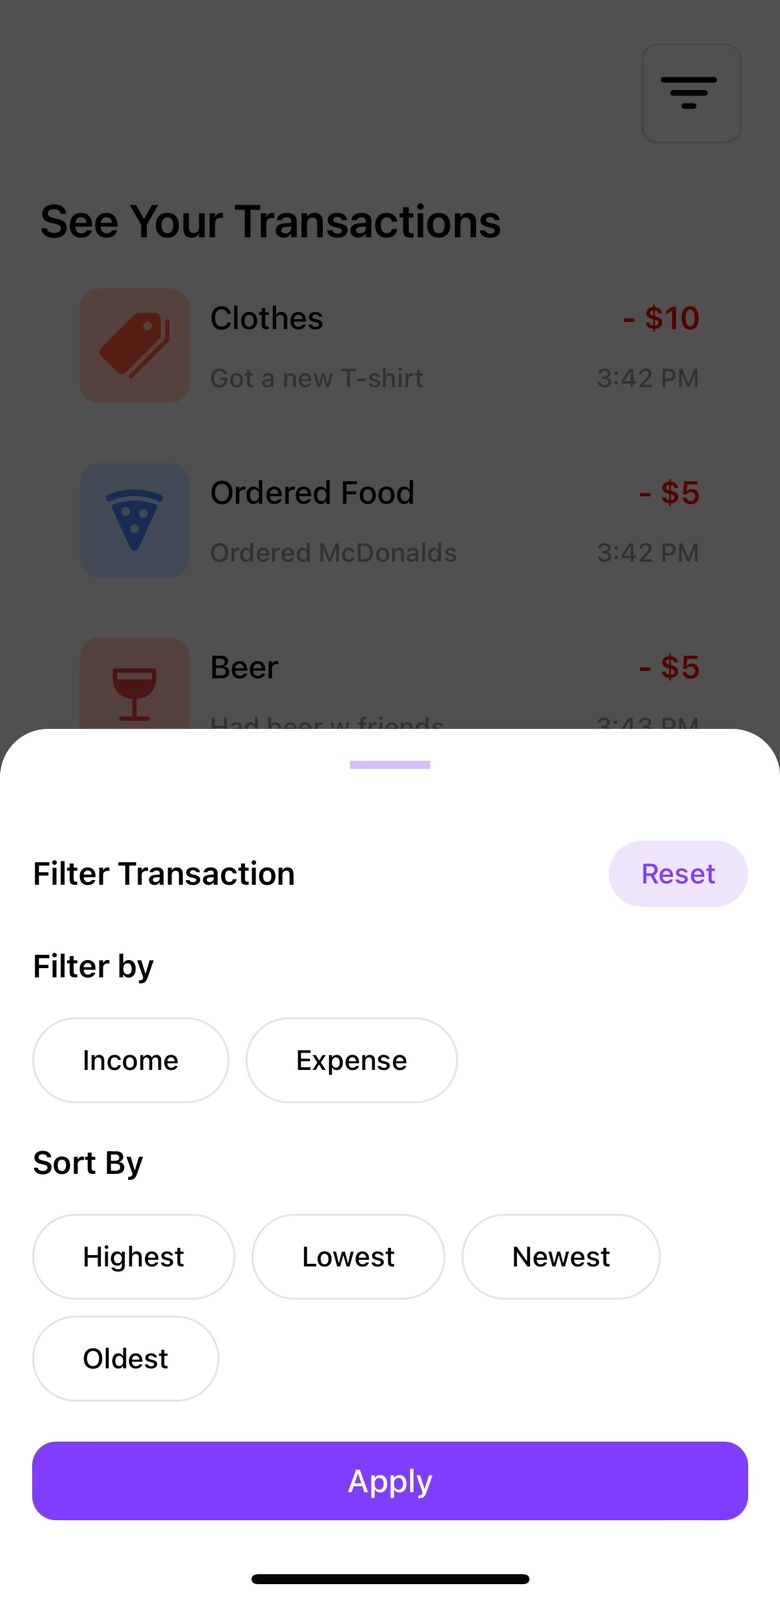 See Your Transactions
Clothes - $10
Got a new T-shirt 3:42 PM
Ordered Food - $5
Ordered McDonalds 3:42 PM
Beer - $5
Had beer w friends 3:43 PM
Filter Transaction Reset
Filter by
Income Expense
Sort By
Highest Lowest Newest
Oldest
Apply